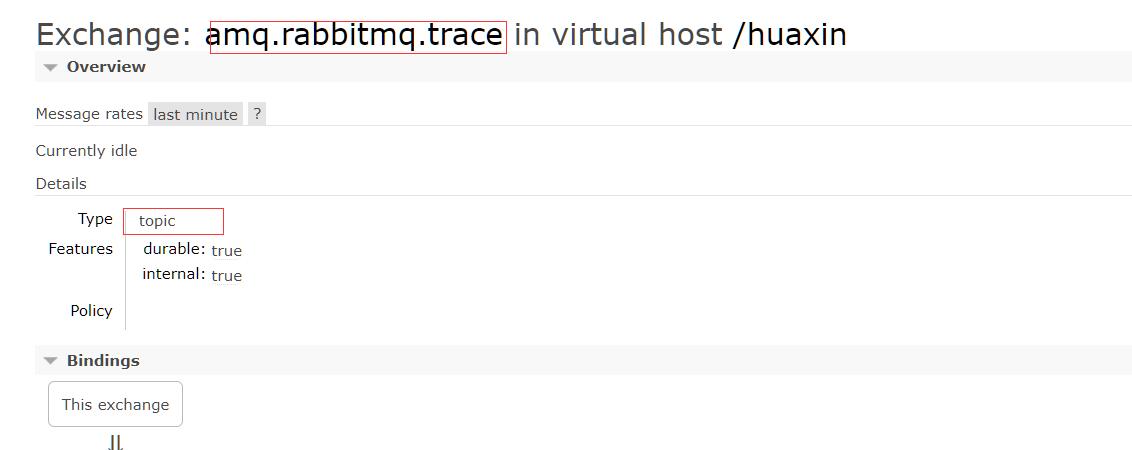 Exchange: amq.rabbitmq.trace in virtual host /huaxin
Overview
Message rates last minute ?
Currently idle
Details
Type topic
Features durable: true
internal: true
Policy
Bindings
This exchange